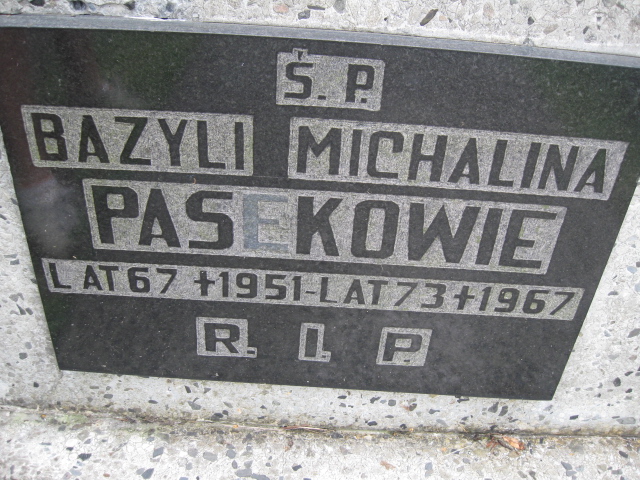 Ś. P.
BAZYLI MICHALINA
PASEKOWIE
LAT 67 +1951-LAT 73+1967
R. I. P.